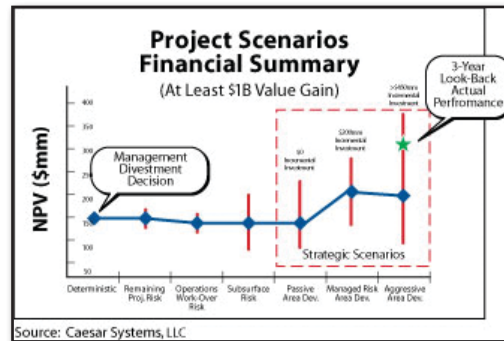 Project Scenarios
Financial Summary
(At Least $1B Value Gain)
3-Year
Look-Back
Actual
Perfromance
>$450mm
Incremental
Investment
$200mm
Incremental
Investment
$0
Incremental
Investment
Management
Divestment
Decision
NPV ($mm)
400
350
300
250
200
150
100
50
Strategic Scenarios
Deterministic
Remaining
Proj. Risk
Operations
Work-Over
Risk
Subsurface
Risk
Passive
Area Dev.
Managed Risk
Area Dev.
Aggressive
Area Dev.
Source: Caesar Systems, LLC